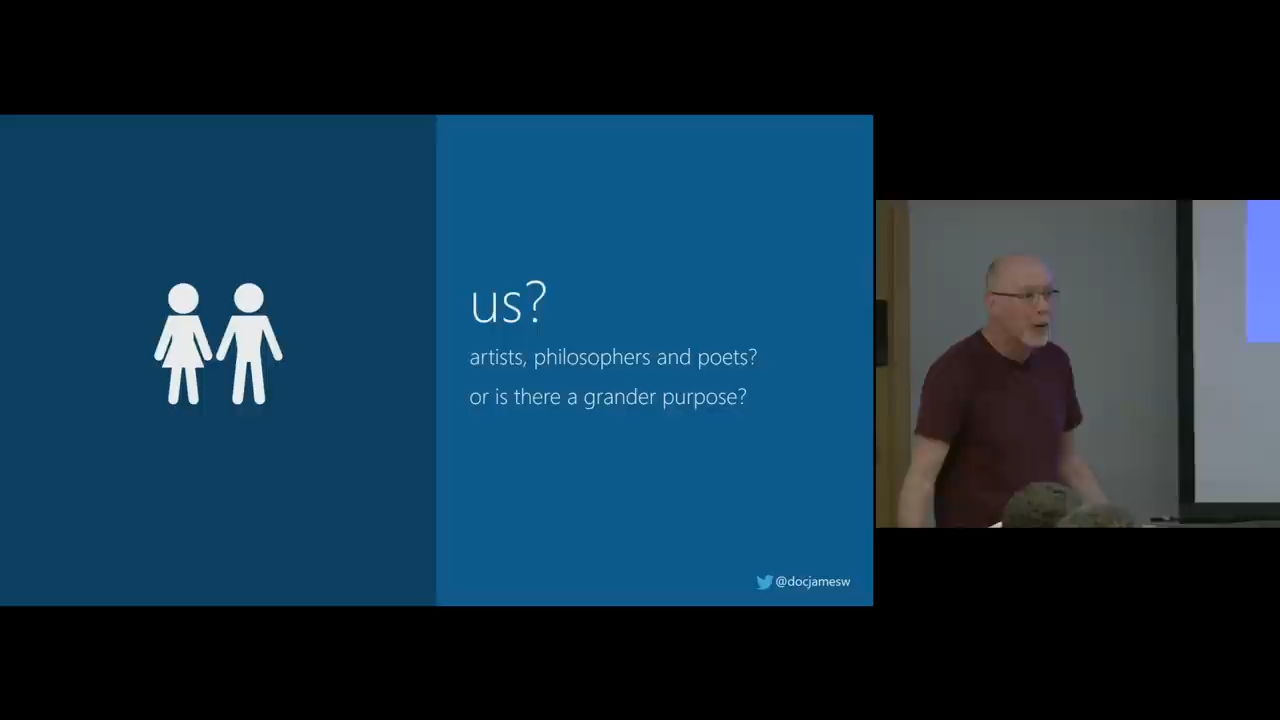 us?
artists, philosophers and poets?
or is there a grander purpose?
@docjamesw